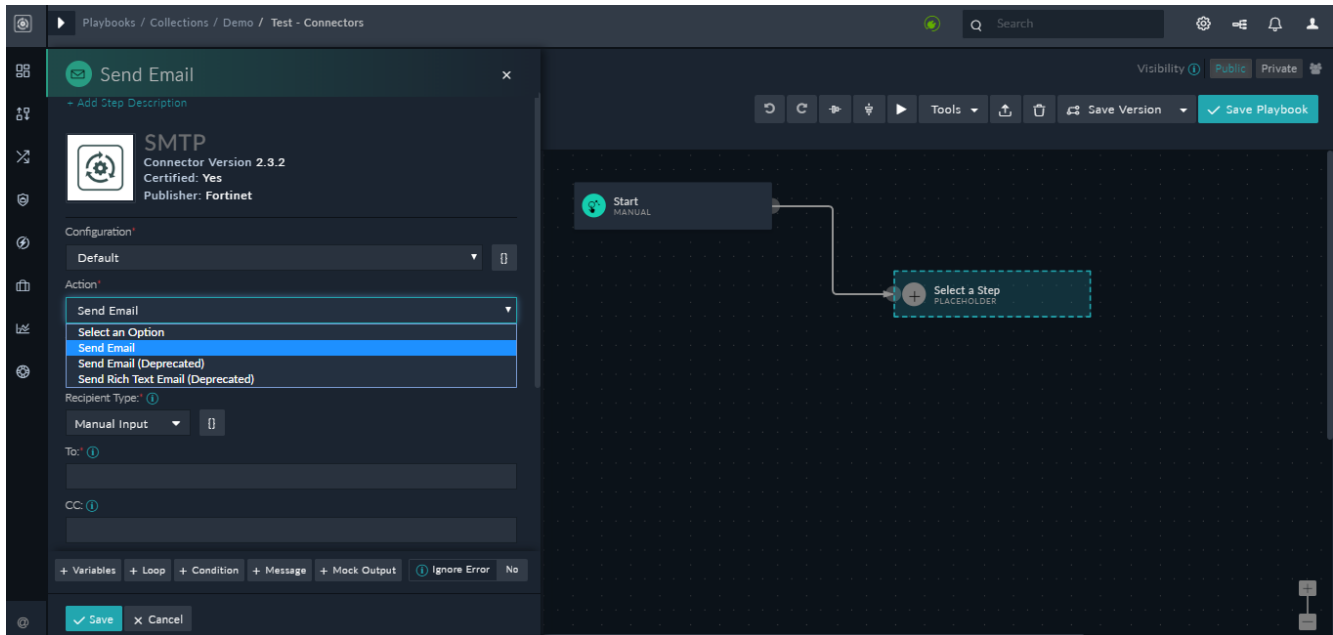 Playbooks / Collections / Demo / Test - Connectors
Search
Send Email
×
+ Add Step Description
SMTP
Connector Version 2.3.2
Certified: Yes
Publisher: Fortinet
Configuration*
Default
{}
Action*
Send Email
Select an Option
Send Email
Send Email (Deprecated)
Send Rich Text Email (Deprecated)
Recipient Type:*
Manual Input
{}
To:*
CC:
+ Variables + Loop + Condition + Message + Mock Output Ignore Error No
Save × Cancel
@
Visibility Public Private
Tools Save Version Save Playbook
Start
MANUAL
Select a Step
PLACEHOLDER